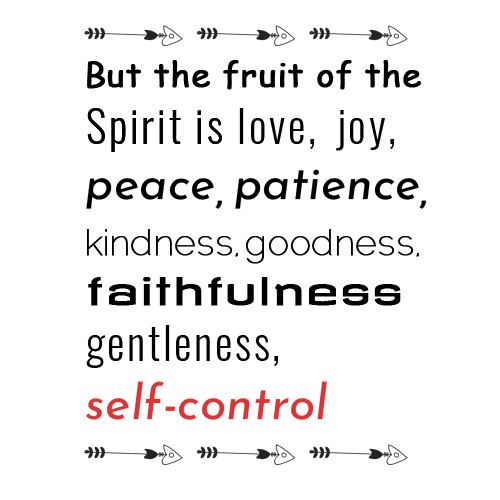 But the fruit of the
Spirit is love, joy,
peace, patience,
kindness, goodness,
faithfulness
gentleness,
self-control